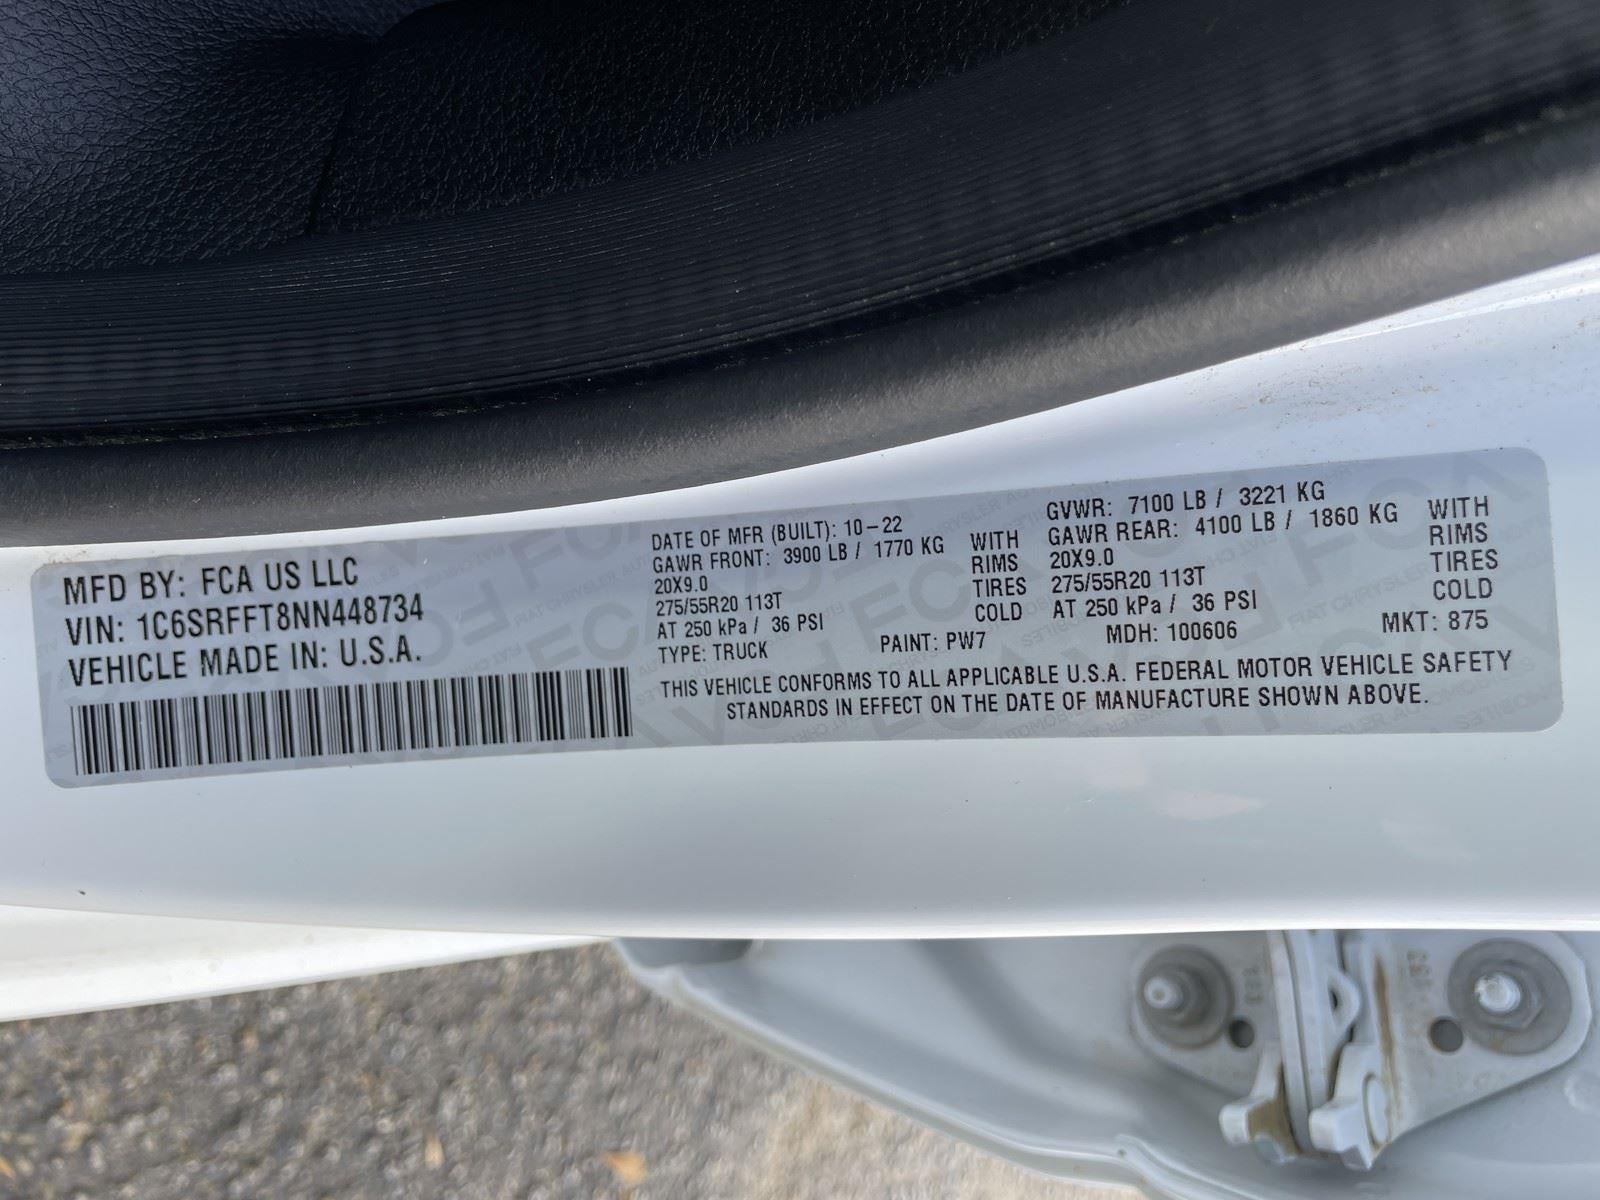 MFD BY: FCA US LLC
VIN: 1C6SRFFT8NN448734
VEHICLE MADE IN: U.S.A.
DATE OF MFR (BUILT): 10-22
GAWR FRONT: 3900 LB / 1770 KG WITH
20X9.0 RIMS
275/55R20 113T TIRES
AT 250 kPa / 36 PSI COLD
GVWR: 7100 LB / 3221 KG
GAWR REAR: 4100 LB / 1860 KG WITH
20X9.0 RIMS
275/55R20 113T TIRES
AT 250 kPa / 36 PSI COLD
TYPE: TRUCK PAINT: PW7 MDH: 100606 MKT: 875
THIS VEHICLE CONFORMS TO ALL APPLICABLE U.S.A. FEDERAL MOTOR VEHICLE SAFETY
STANDARDS IN EFFECT ON THE DATE OF MANUFACTURE SHOWN ABOVE.